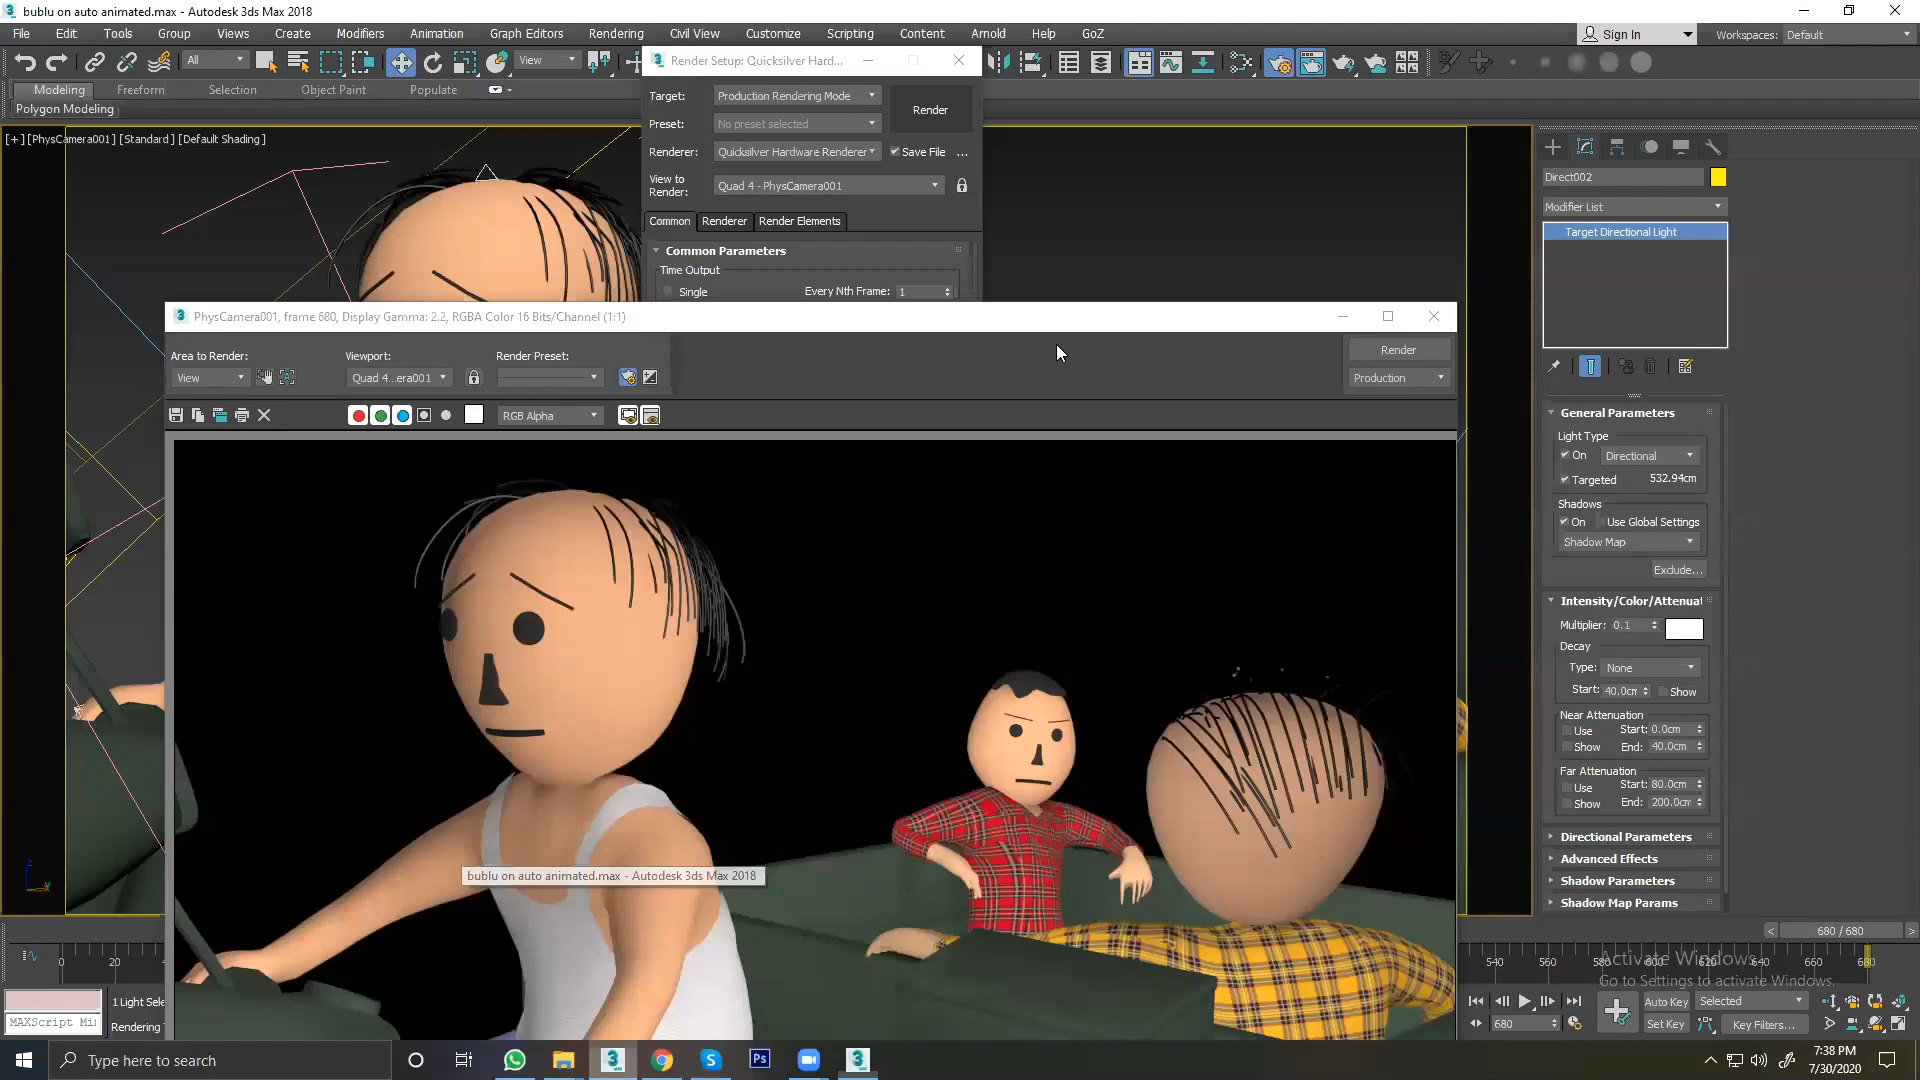 bublu on auto animated.max - Autodesk 3ds Max 2018
File Edit Tools Group Views Create Modifiers Animation Graph Editors Rendering Civil View Customize Scripting Content Arnold Help GoZ
Sign In
Workspaces: Default
All
View
Modeling Freeform Selection Object Paint Populate
Polygon Modeling
[+] [PhysCamera001] [Standard] [Default Shading]
Render Setup: Quicksilver Hard...
Target: Production Rendering Mode
Render
Preset: No preset selected
Renderer: Quicksilver Hardware Renderer
Save File ...
View to
Render:
Quad 4 - PhysCamera001
Common Renderer Render Elements
Common Parameters
Time Output
Single
Every Nth Frame: 1
PhysCamera001, frame 680, Display Gamma: 2.2, RGBA Color 16 Bits/Channel (1:1)
Area to Render:
View
Viewport:
Quad 4...era001
Render Preset:
Render
Production
RGB Alpha
bublu on auto animated.max - Autodesk 3ds Max 2018
Direct002
Modifier List
Target Directional Light
General Parameters
Light Type
On Directional
Targeted 532.94cm
Shadows
On Use Global Settings
Shadow Map
Exclude...
Intensity/Color/Attenuat
Multiplier: 0.1
Decay
Type: None
Start: 40.0cm Show
Near Attenuation
Use Start: 0.0cm
Show End: 40.0cm
Far Attenuation
Use Start: 80.0cm
Show End: 200.0cm
Directional Parameters
Advanced Effects
Shadow Parameters
Shadow Map Params
< 680 / 680 >
0 20 4
540 560 580 600 620 640 660 680
Activate Windows
Go to Settings to activate Windows.
1 Light Sele
MAXScript Mi
Rendering T
680
Auto Key Selected
Set Key Key Filters...
Type here to search
7:38 PM
7/30/2020